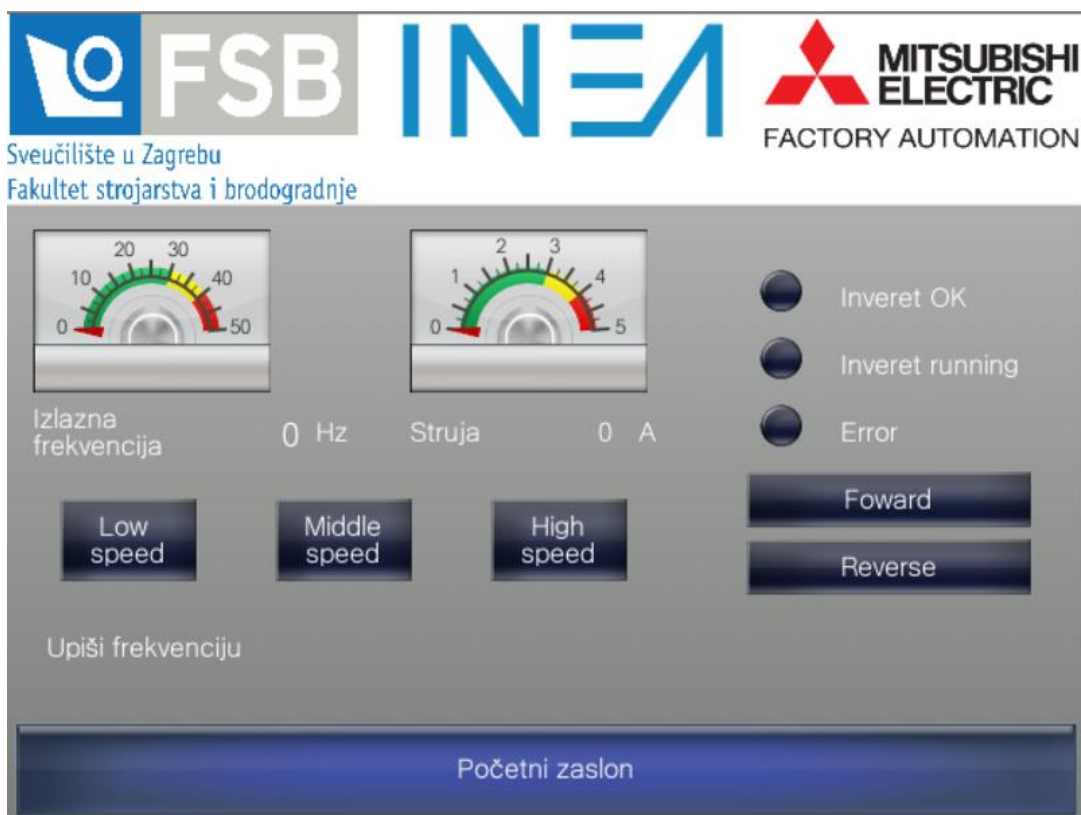 FSB
INEA
MITSUBISHI
ELECTRIC
FACTORY AUTOMATION
Sveučilište u Zagrebu
Fakultet strojarstva i brodogradnje
0 10 20 30 40 50
0 1 2 3 4 5
Izlazna
frekvencija
0 Hz
Struja
0 A
Inveret OK
Inveret running
Error
Foward
Reverse
Low
speed
Middle
speed
High
speed
Upiši frekvenciju
Početni zaslon